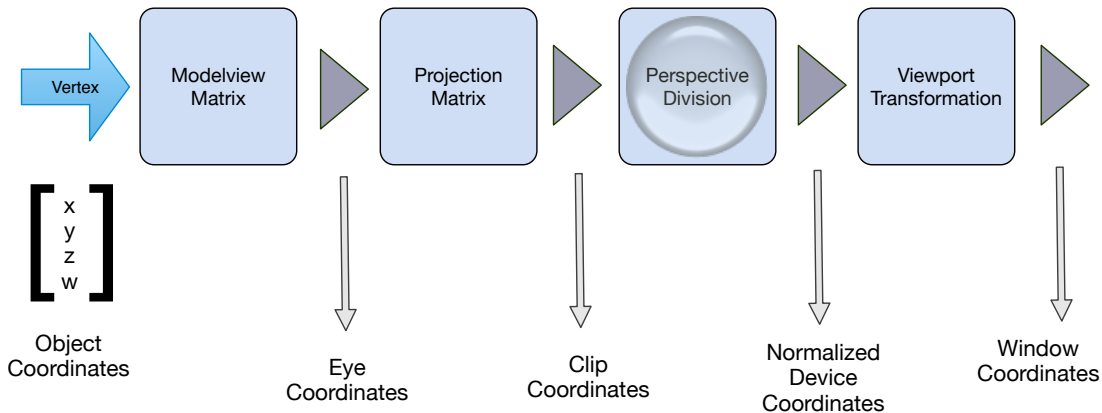 Vertex
Modelview
Matrix
Projection
Matrix
Perspective
Division
Viewport
Transformation
x
y
z
w
Object
Coordinates
Eye
Coordinates
Clip
Coordinates
Normalized
Device
Coordinates
Window
Coordinates